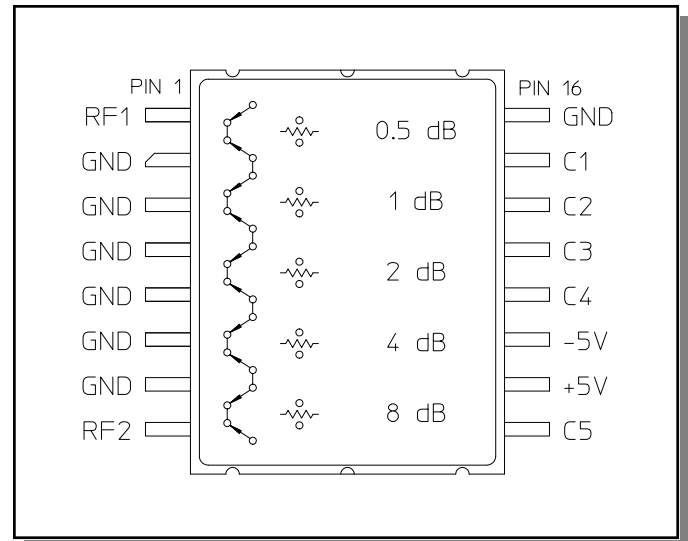 PIN 1
PIN 16
RF1
0.5 dB
GND
GND
C1
GND
1 dB
C2
GND
C3
2 dB
GND
C4
GND
4 dB
-5V
GND
+5V
RF2
8 dB
C5